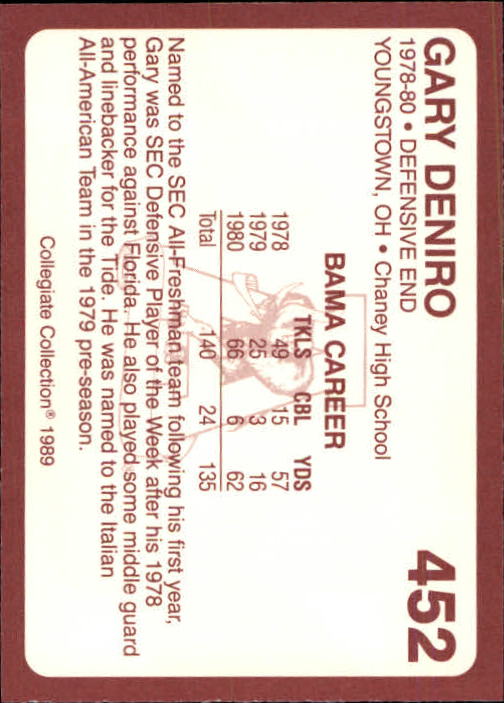 GARY DENIRO 452
1978-80 • DEFENSIVE END
YOUNGSTOWN, OH • Chaney High School
BAMA CAREER
TKLS CBL YDS
1978 49 15 57
1979 25 3 16
1980 66 6 62
Total 140 24 135
Named to the SEC All-Freshman team following his first year,
Gary was SEC Defensive Player of the Week after his 1978
performance against Florida. He also played some middle guard
and linebacker for the Tide. He was named to the Italian
All-American Team in the 1979 pre-season.
Collegiate Collection® 1989